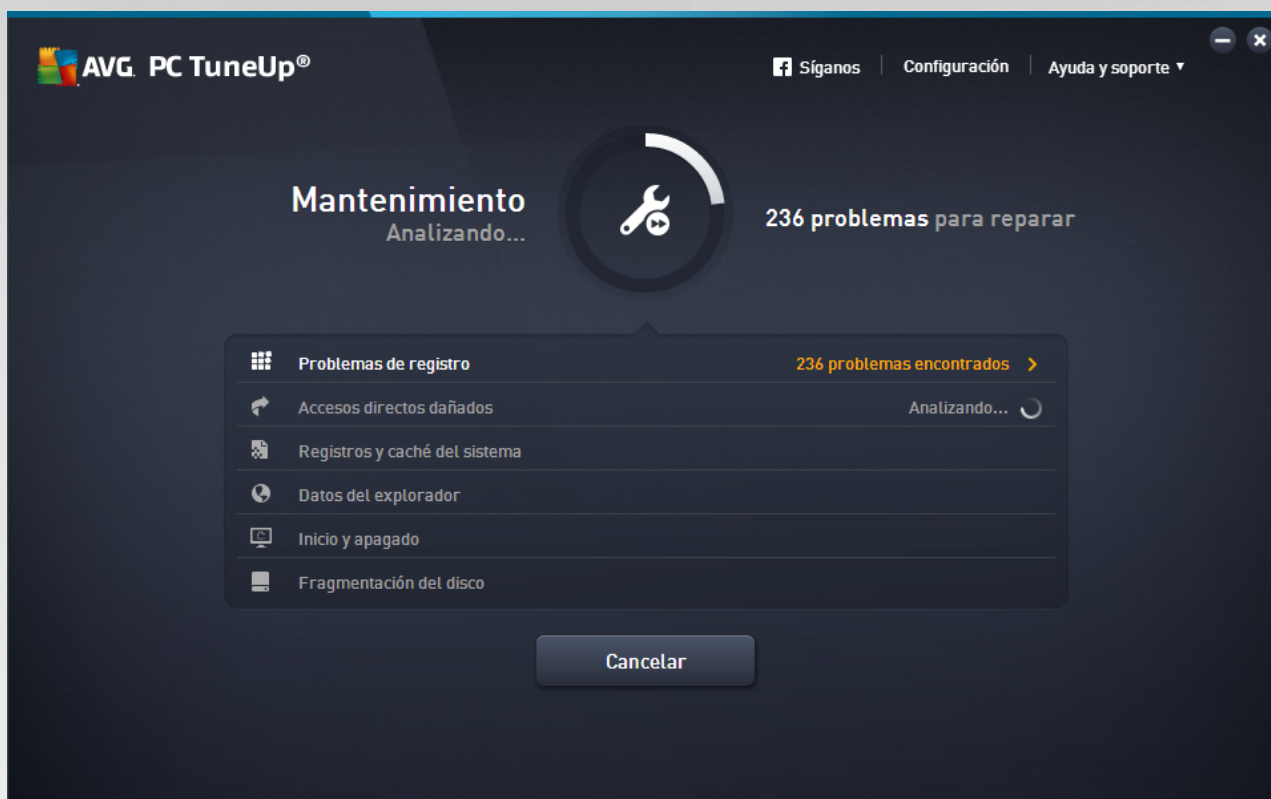 AVG. PC TuneUp®
Síganos
Configuración
Ayuda y soporte
Mantenimiento
Analizando...
236 problemas para reparar
Problemas de registro
236 problemas encontrados
Accesos directos dañados
Analizando...
Registros y caché del sistema
Datos del explorador
Inicio y apagado
Fragmentación del disco
Cancelar